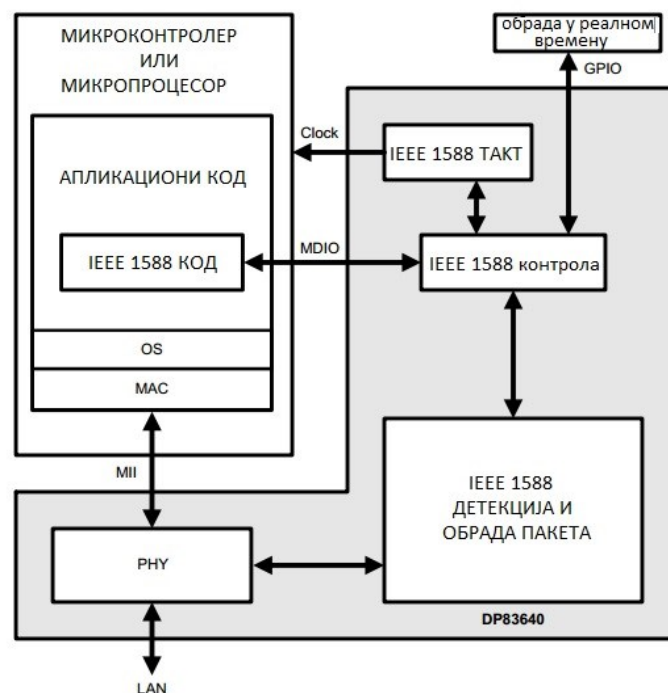 МИКРОКОНТРОЛЕР
ИЛИ
МИКРОПРОЦЕСОР
обрада у реалном
времену
GPIO
Clock
IEEE 1588 ТАКТ
АПЛИКАЦИОНИ КОД
IEEE 1588 КОД
MDIO
IEEE 1588 контрола
OS
MAC
MII
IEEE 1588
ДЕТЕКЦИЈА И
ОБРАДА ПАКЕТА
PHY
DP83640
LAN